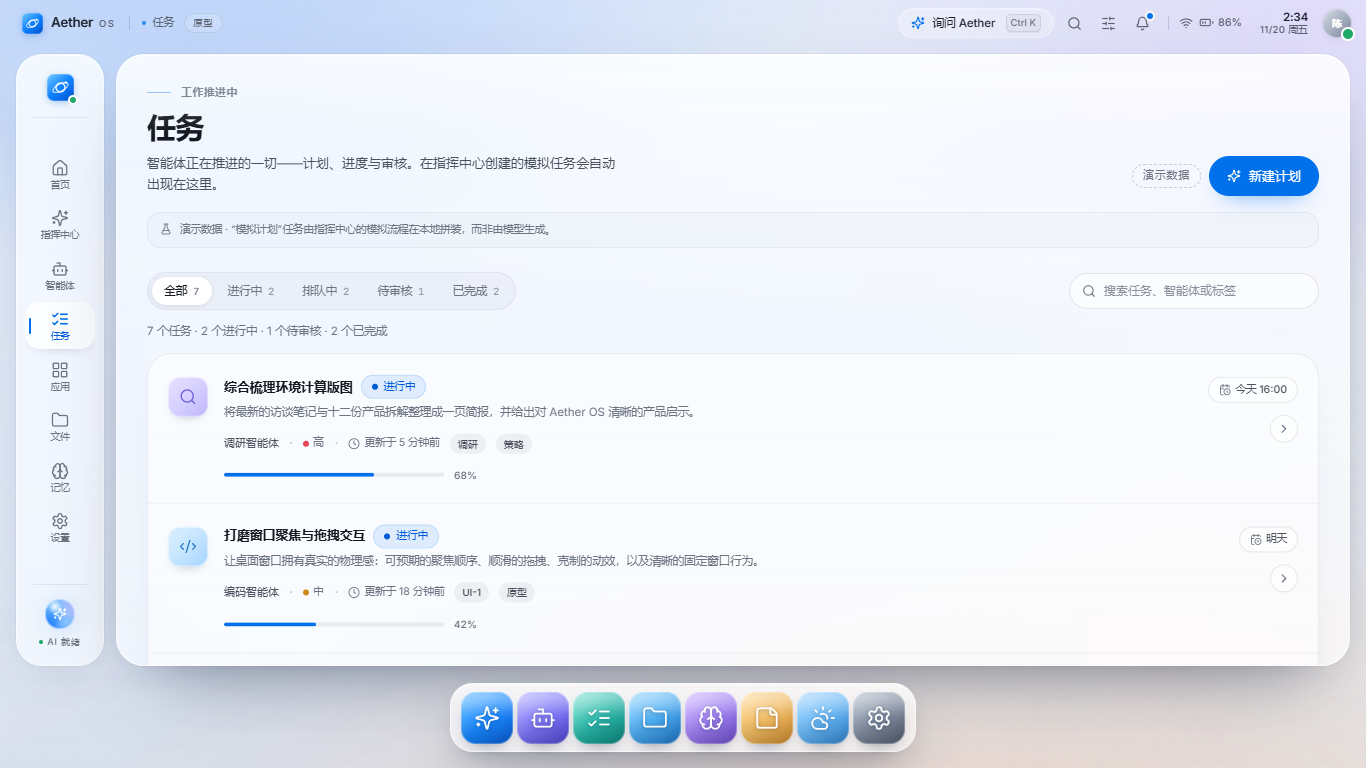 Aether OS
任务
原型
询问 Aether
Ctrl K
86%
2:34
11/20 周五
陈
首页
指挥中心
智能体
任务
应用
文件
记忆
设置
AI 就绪
工作推进中
任务
智能体正在推进的一切——计划、进度与审核。在指挥中心创建的模拟任务会自动
出现在这里。
演示数据
新建计划
演示数据 · “模拟计划”任务由指挥中心的模拟流程在本地拼装，而非由模型生成。
全部 7
进行中 2
排队中 2
待审核 1
已完成 2
搜索任务、智能体或标签
7 个任务 · 2 个进行中 · 1 个待审核 · 2 个已完成
综合梳理环境计算版图
进行中
今天 16:00
将最新的访谈笔记与十二份产品拆解整理成一页简报，并给出对 Aether OS 清晰的产品启示。
调研智能体 · 高 · 更新于 5 分钟前 调研 策略
68%
打磨窗口聚焦与拖拽交互
进行中
明天
让桌面窗口拥有真实的物理感：可预期的聚焦顺序、顺滑的拖拽、克制的动效，以及清晰的固定窗口行为。
编码智能体 · 中 · 更新于 18 分钟前 UI-1 原型
42%